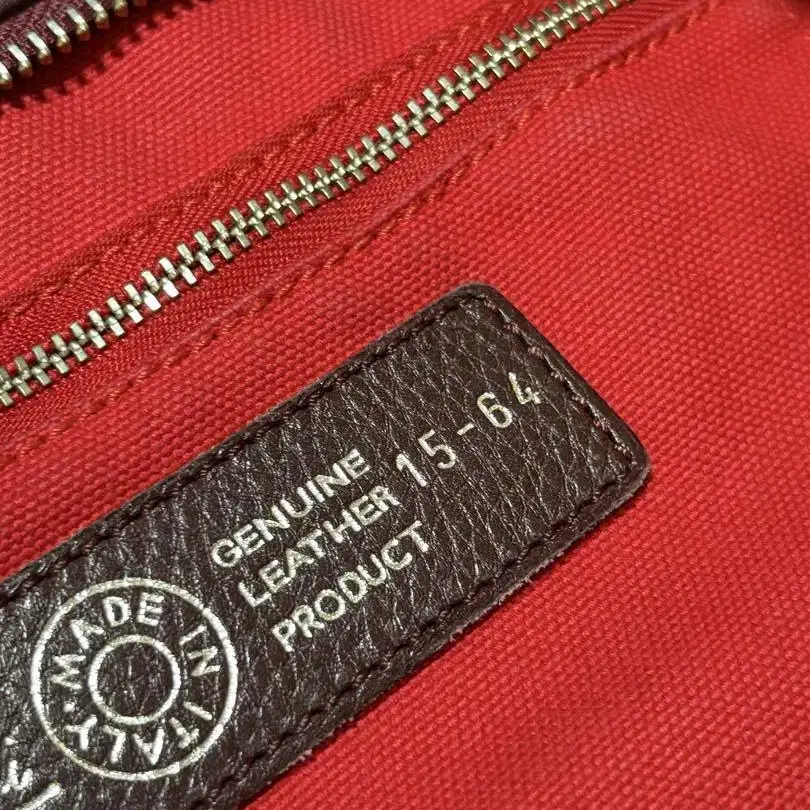 MADE IN ITALY
GENUINE
LEATHER
PRODUCT
15-64